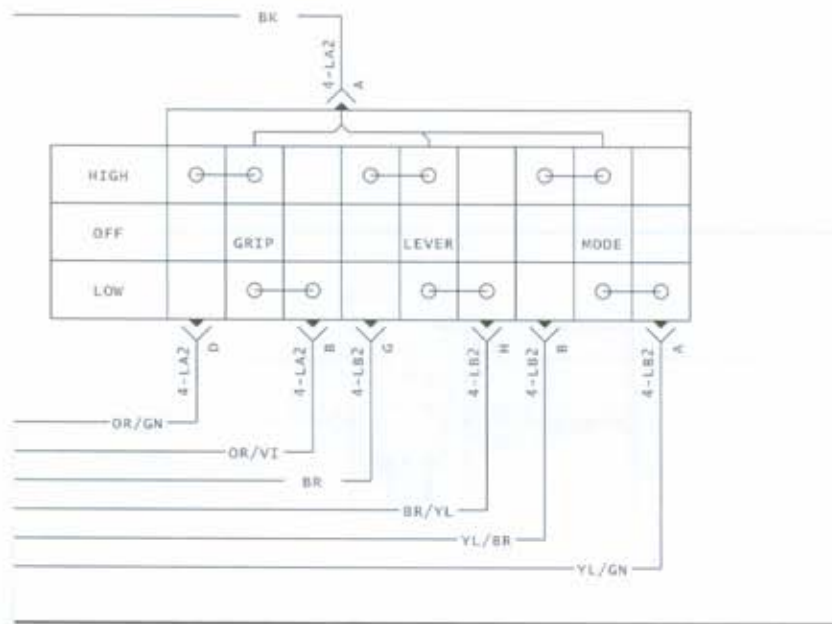 BK
4-LA2
A
HIGH
OFF GRIP LEVER MODE
LOW
4-LA2 D 4-LA2 B 4-LB2 G 4-LB2 H 4-LB2 B 4-LB2 A
OR/GN
OR/VI
BR
BR/YL
YL/BR
YL/GN